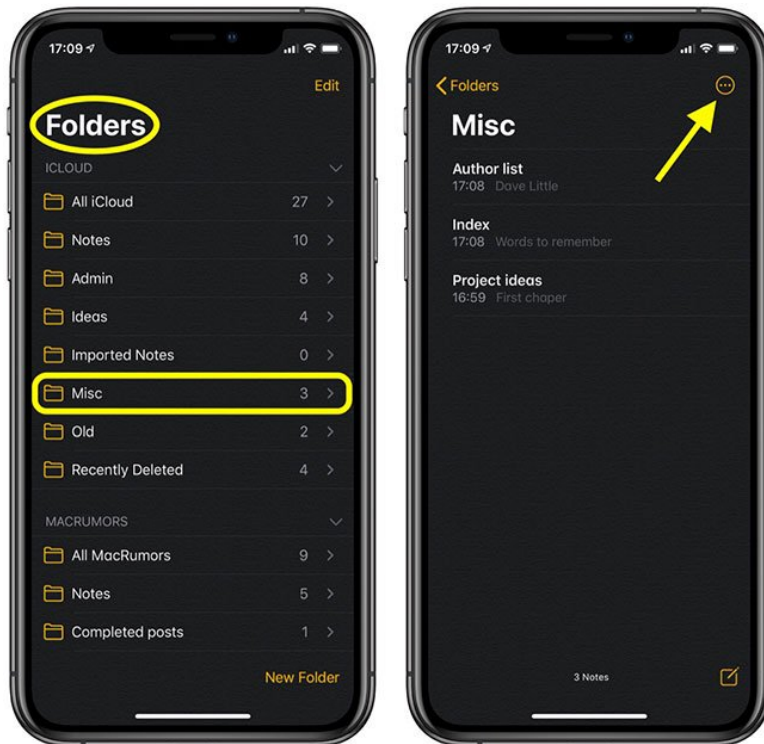 17:09
Edit
Folders
ICLOUD
All iCloud 27
Notes 10
Admin 8
Ideas 4
Imported Notes 0
Misc 3
Old 2
Recently Deleted 4
MACRUMORS
All MacRumors 9
Notes 5
Completed posts 1
New Folder
17:09
Folders
Misc
Author list
17:08 Dave Little
Index
17:08 Words to remember
Project ideas
16:59 First chaper
3 Notes